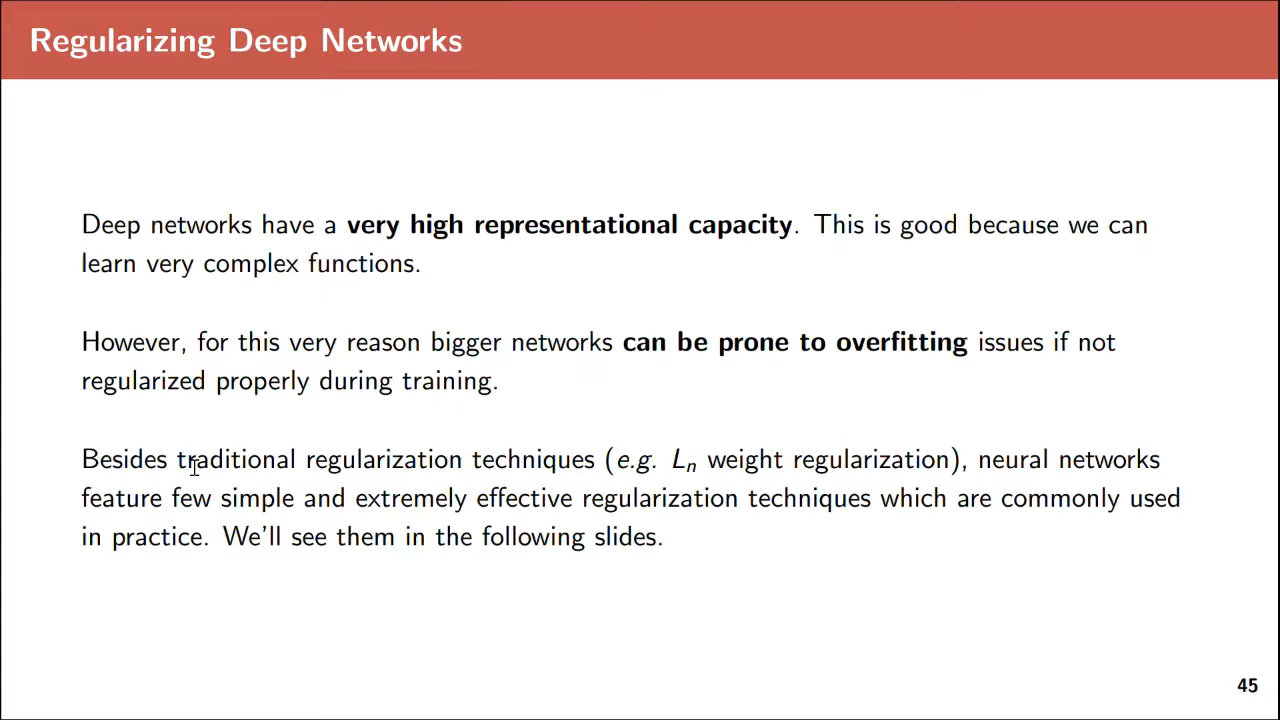 Regularizing Deep Networks
Deep networks have a very high representational capacity. This is good because we can
learn very complex functions.
However, for this very reason bigger networks can be prone to overfitting issues if not
regularized properly during training.
Besides traditional regularization techniques (e.g. Ln weight regularization), neural networks
feature few simple and extremely effective regularization techniques which are commonly used
in practice. We'll see them in the following slides.
45